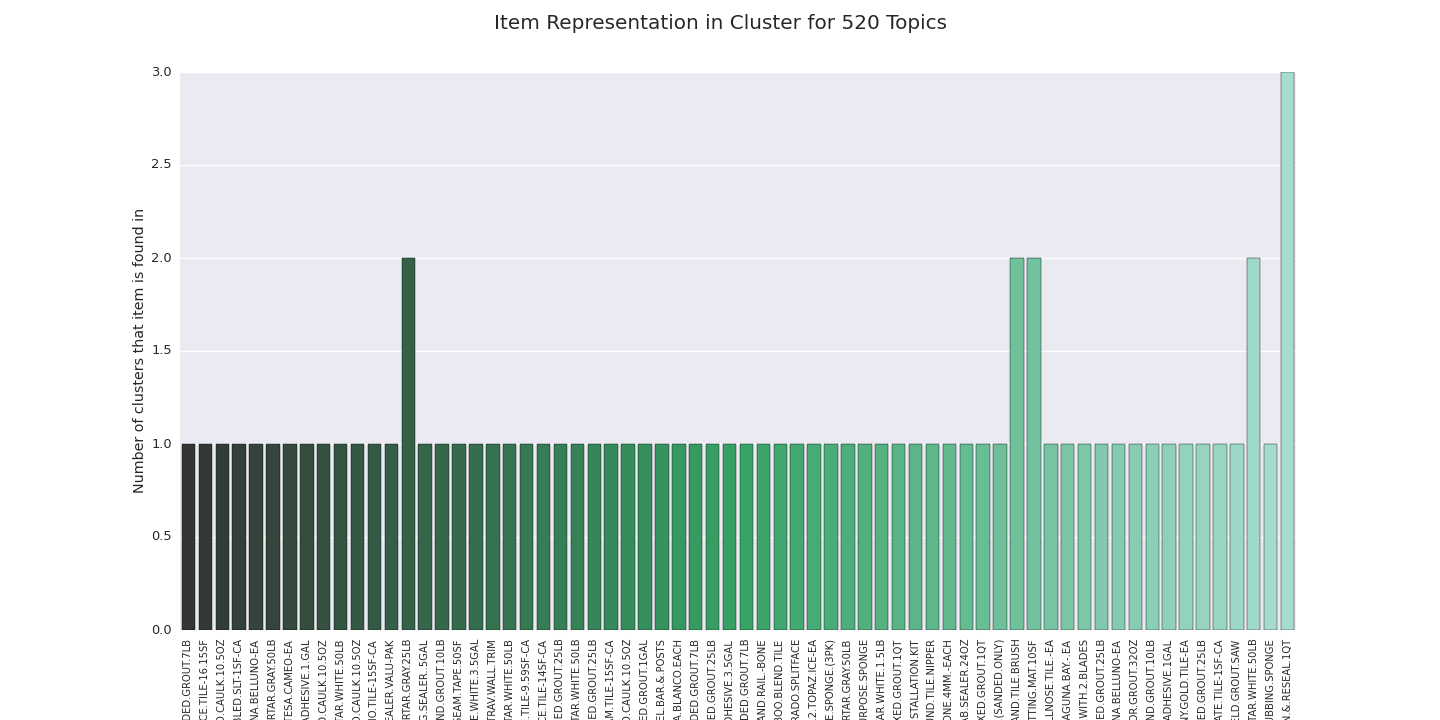 Item Representation in Cluster for 520 Topics
Number of clusters that item is found in
3.0
2.5
2.0
1.5
1.0
0.5
0.0
DED.GROUT.7LB
CE.TILE-16.15SF
D.CAULK.10.5OZ
BLED.SLT-1SF-CA
NA.BELLUNO-EA
RTAR.GRAY.50LB
TESA.CAMEO-EA
ADHESIVE.1.GAL
D.CAULK.10.5OZ
TAR.WHITE.50LB
D.CAULK.10.5OZ
IO.TILE-15SF-CA
EALER.VALU-PAK
RTAR.GRAY.25LB
G.SEALER..5GAL
ND.GROUT.10LB
SEAM.TAPE.50SF
E.WHITE.3.5GAL
TRAV.WALL.TRIM
TAR.WHITE.50LB
.TILE-9.59SF-CA
CE.TILE-14SF-CA
ED.GROUT.25LB
TAR.WHITE.50LB
ED.GROUT.25LB
M.TILE-15SF-CA
D.CAULK.10.5OZ
ED.GROUT.1GAL
EL.BAR.&.POSTS
A.BLANCO.EACH
DED.GROUT.7LB
ED.GROUT.25LB
DHESIVE.3.5GAL
DED.GROUT.7LB
AND.RAIL.-BONE
BOO.BLEND.TILE
RADO.SPLITFACE
.2.TOPAZ.ICE-EA
E.SPONGE.(3PK)
RTAR.GRAY.50LB
URPOSE.SPONGE
AR.WHITE.1.5LB
XED.GROUT.1QT
STALLATION.KIT
IND.TILE.NIPPER
ONE.4MM.-EACH
AB.SEALER.24OZ
XED.GROUT.1QT
(SANDED.ONLY)
AND.TILE.BRUSH
TTING.MAT.10SF
LLNOSE.TILE.-EA
AGUNA.BAY.-.EA
WITH.2.BLADES
ED.GROUT.25LB
NA.BELLUNO-EA
OR.GROUT.32OZ
ND.GROUT.10LB
ADHESIVE.1GAL
NY.GOLD.TILE-EA
ED.GROUT.25LB
ATE.TILE-1SF-CA
ELD.GROUT.SAW
TAR.WHITE.50LB
BBING.SPONGE
N.&.RESEAL.1QT